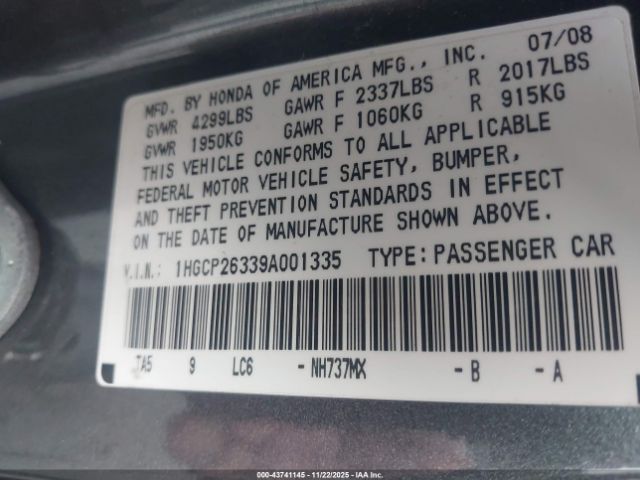 MFD. BY HONDA OF AMERICA MFG., INC. 07/08
GVWR 4299LBS GAWR F 2337LBS R 2017LBS
GVWR 1950KG GAWR F 1060KG R 915KG
THIS VEHICLE CONFORMS TO ALL APPLICABLE
FEDERAL MOTOR VEHICLE SAFETY, BUMPER,
AND THEFT PREVENTION STANDARDS IN EFFECT
ON THE DATE OF MANUFACTURE SHOWN ABOVE.
V.I.N.: 1HGCP26339A001335 TYPE: PASSENGER CAR
TA5 9 LC6 -NH737MX -B -A
000-43741145 - 11/22/2025 - IAA Inc.